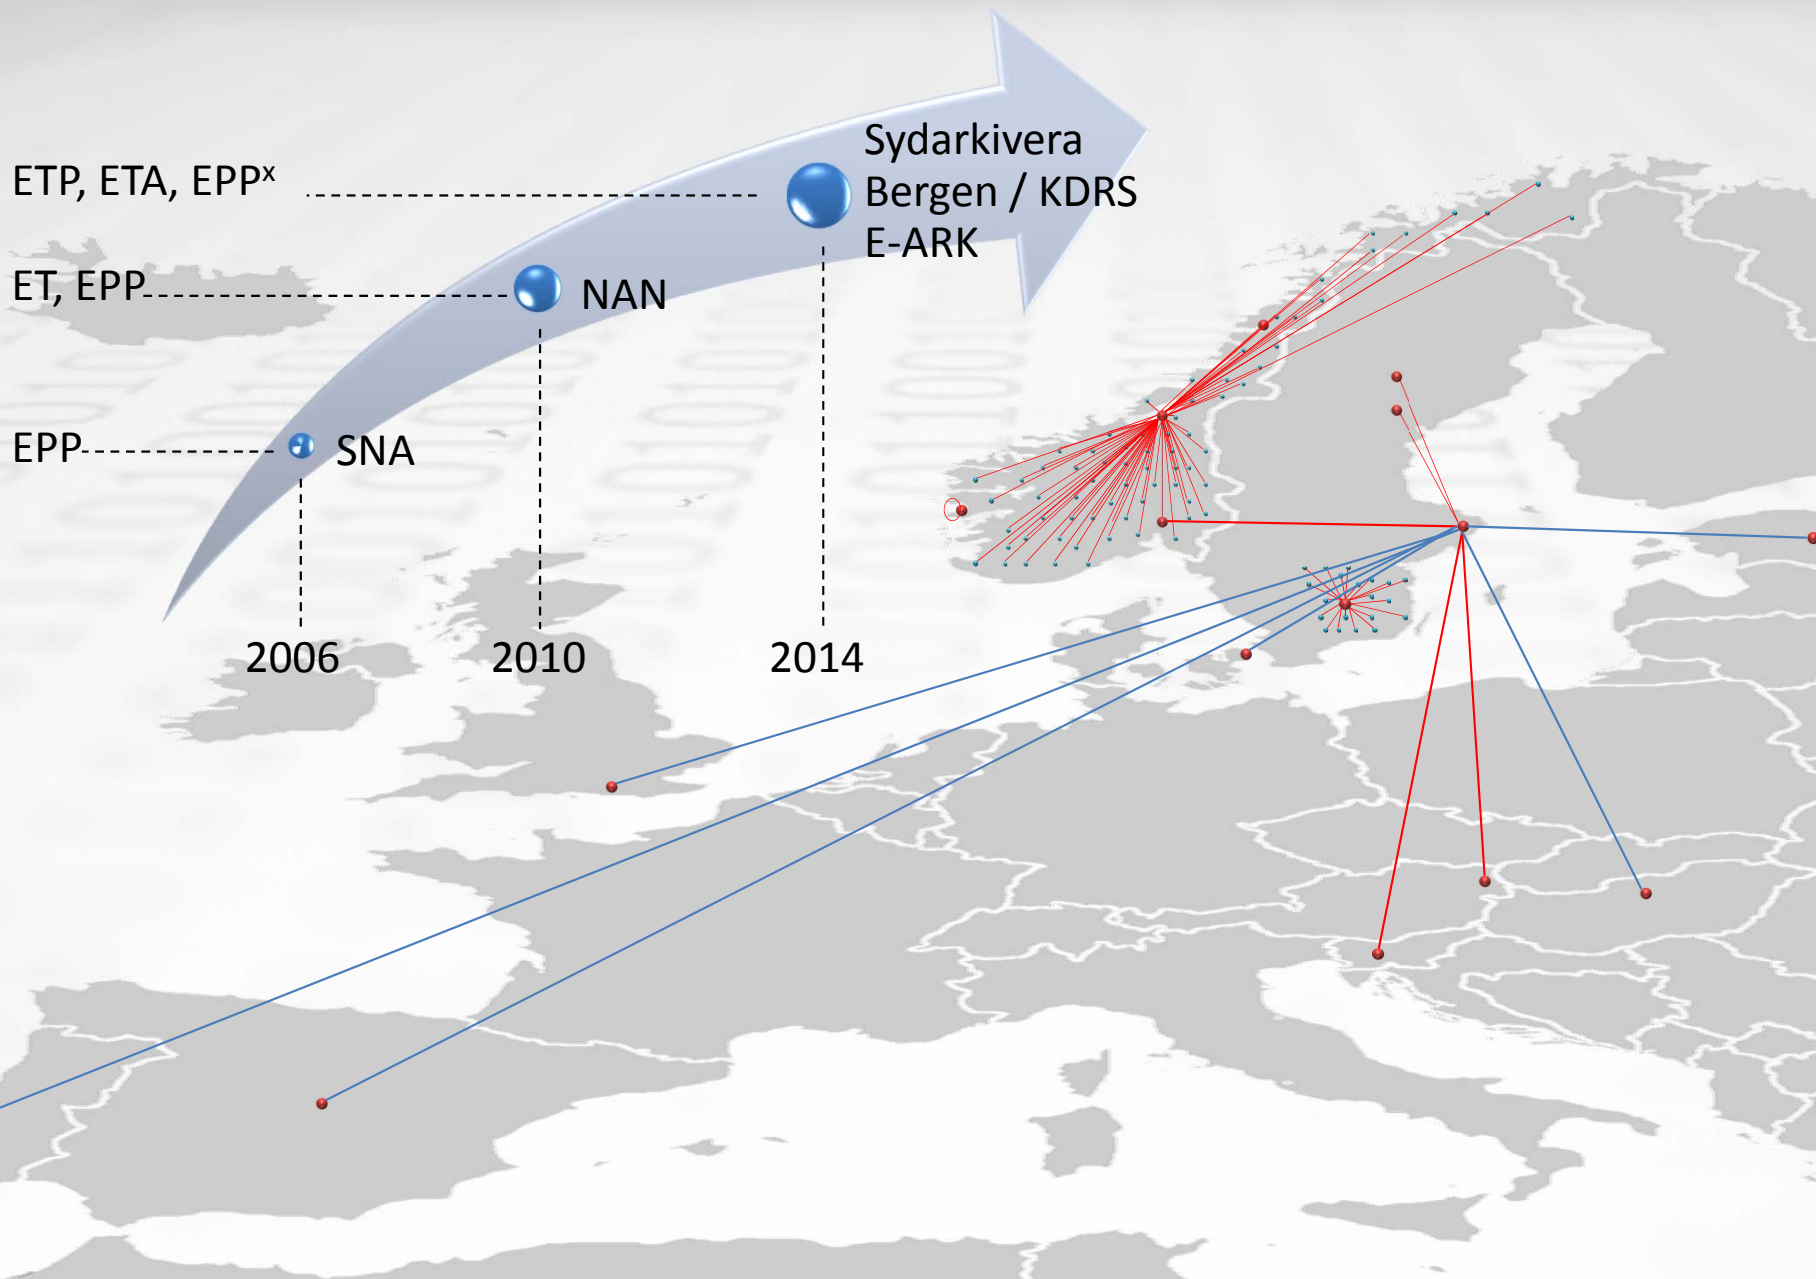 ETP, ETA, EPPˣ
Sydarkivera
Bergen / KDRS
E-ARK
ET, EPP
NAN
EPP
SNA
2006
2010
2014